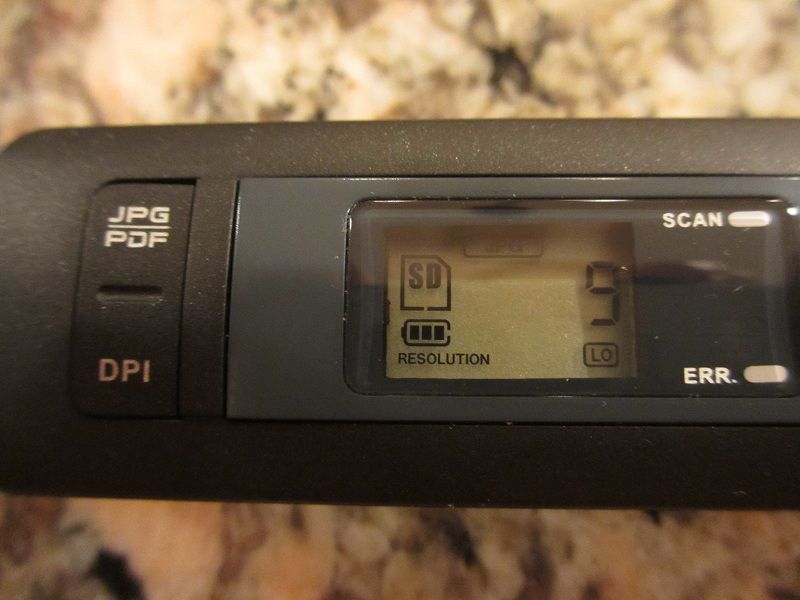 JPG
PDF
DPI
SD
9
RESOLUTION
LO
SCAN
ERR.